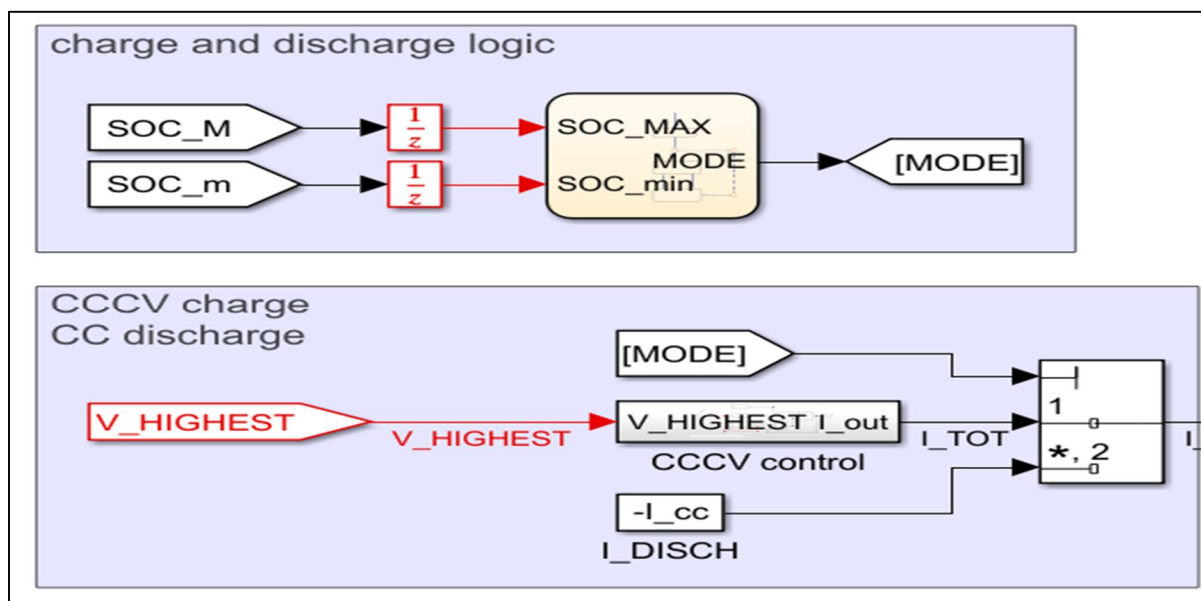 charge and discharge logic
SOC_M
1
z
SOC_MAX
MODE
[MODE]
SOC_m
1
z
SOC_min
CCCV charge
CC discharge
[MODE]
V_HIGHEST
V_HIGHEST
V_HIGHEST I_out
CCCV control
I_TOT
1
*, 2
I_
-I_cc
I_DISCH